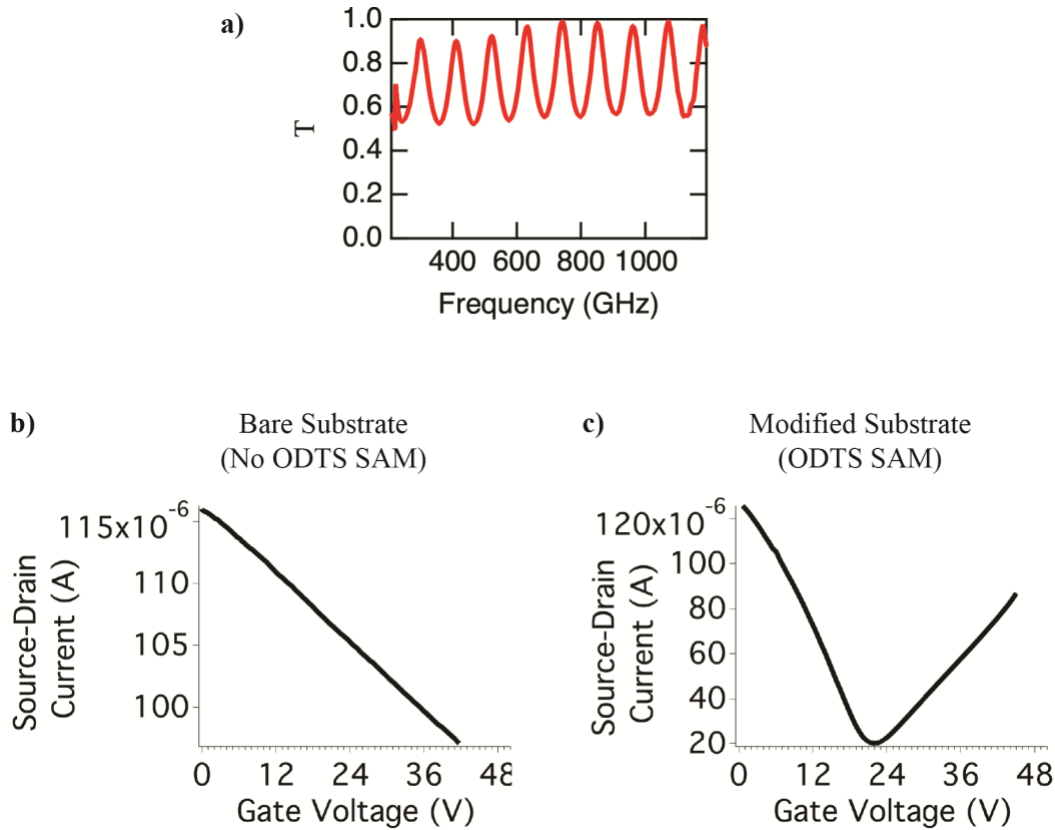 a)
1.0
0.8
0.6
0.4
0.2
0.0
T
400 600 800 1000
Frequency (GHz)
b)
Bare Substrate
(No ODTS SAM)
115x10-6
110
105
100
Source-Drain
Current (A)
0 12 24 36 48
Gate Voltage (V)
c)
Modified Substrate
(ODTS SAM)
120x10-6
100
80
60
40
20
Source-Drain
Current (A)
0 12 24 36 48
Gate Voltage (V)